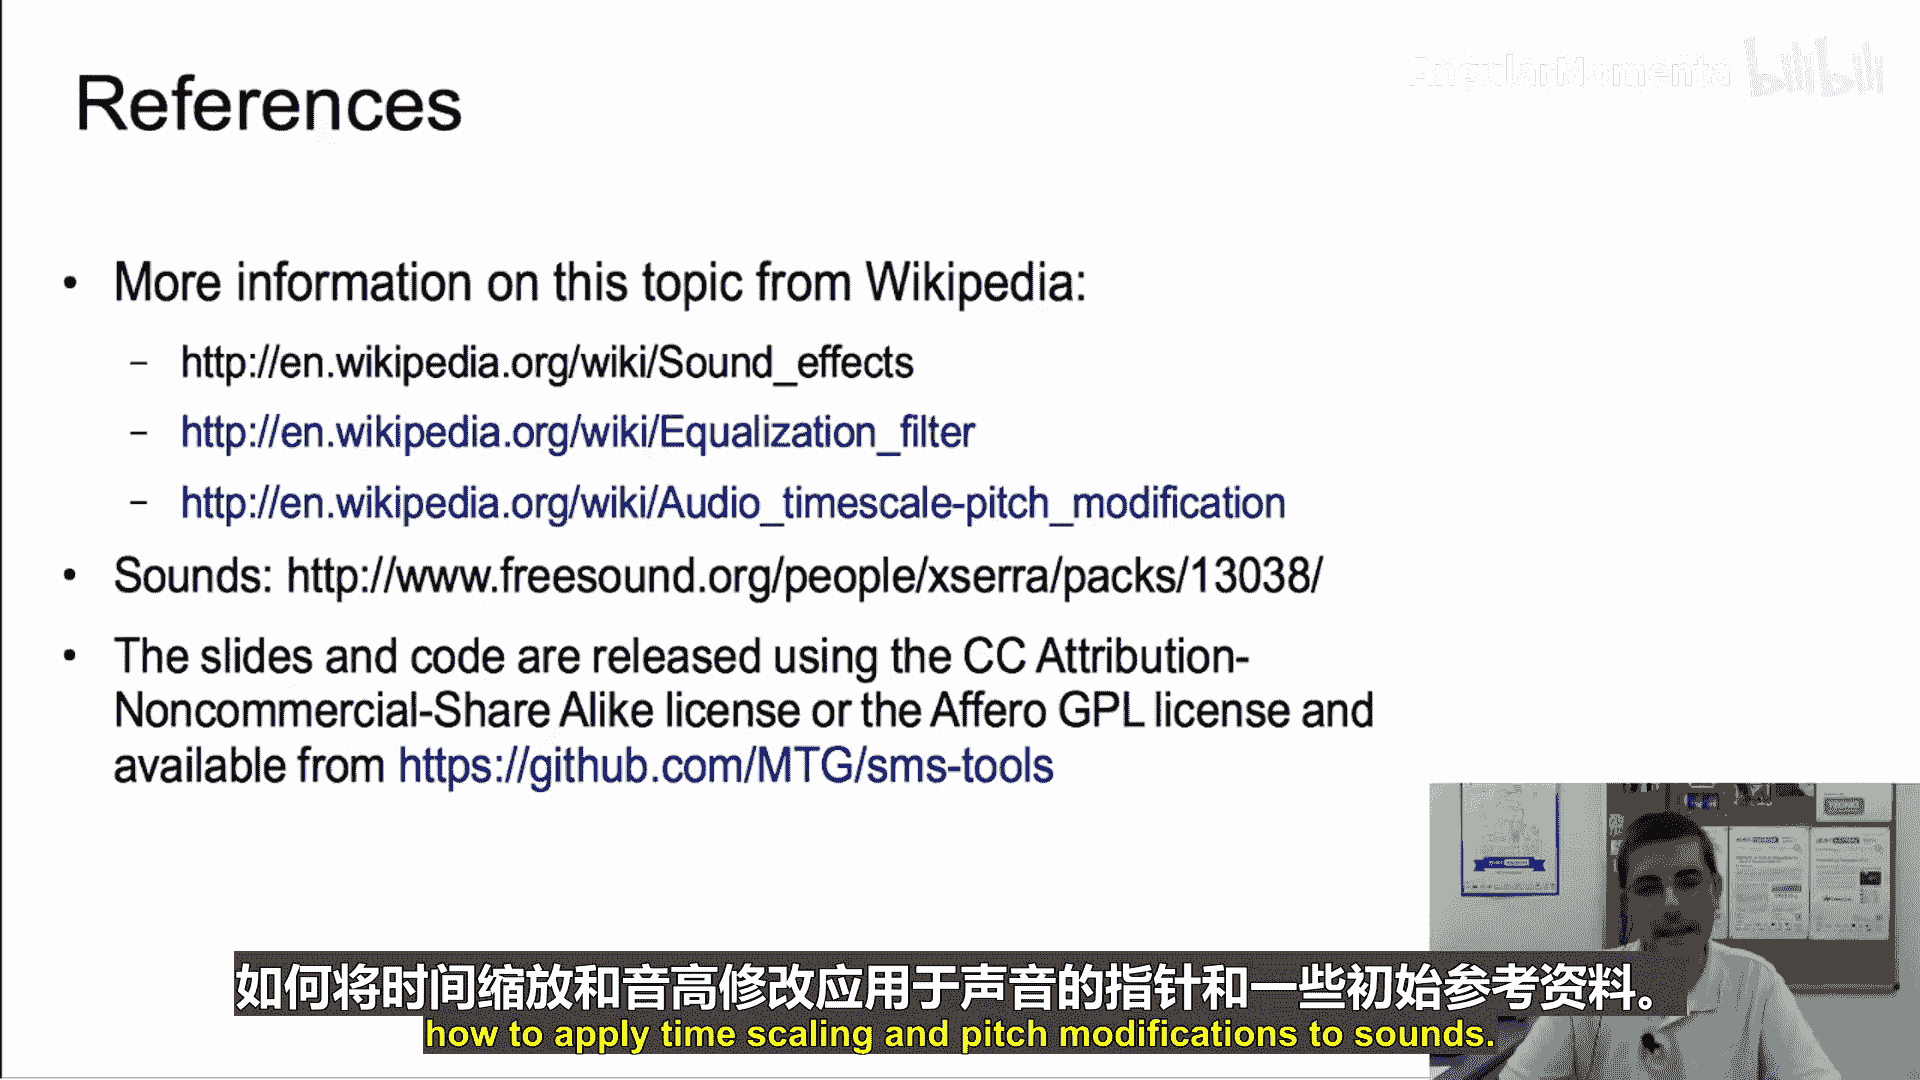 AngularMomenta bilibili
References
• More information on this topic from Wikipedia:
– http://en.wikipedia.org/wiki/Sound_effects
– http://en.wikipedia.org/wiki/Equalization_filter
– http://en.wikipedia.org/wiki/Audio_timescale-pitch_modification
• Sounds: http://www.freesound.org/people/xserra/packs/13038/
• The slides and code are released using the CC Attribution-
Noncommercial-Share Alike license or the Affero GPL license and
available from https://github.com/MTG/sms-tools
如何将时间缩放和音高修改应用于声音的指针和一些初始参考资料。
how to apply time scaling and pitch modifications to sounds.